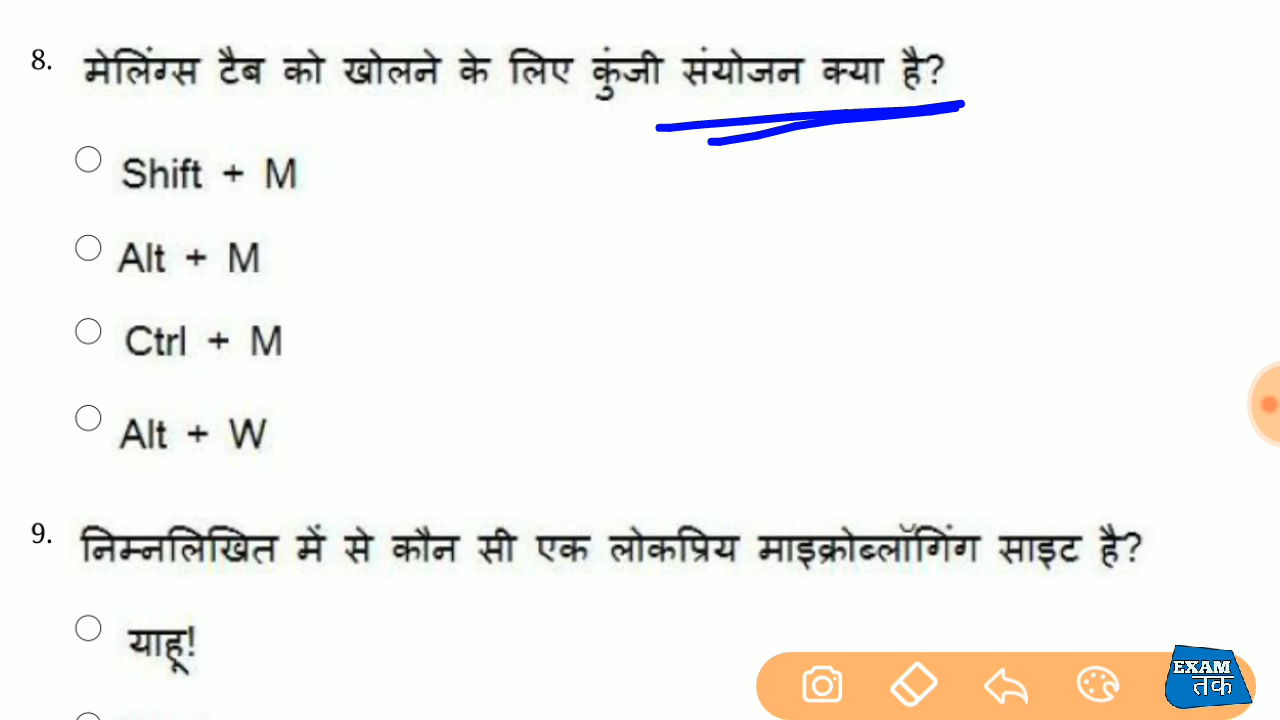 8. मेलिंग्स टैब को खोलने के लिए कुंजी संयोजन क्या है?
Shift + M
Alt + M
Ctrl + M
Alt + W
9. निम्नलिखित में से कौन सी एक लोकप्रिय माइक्रोब्लॉगिंग साइट है?
याहू!
EXAM
तक